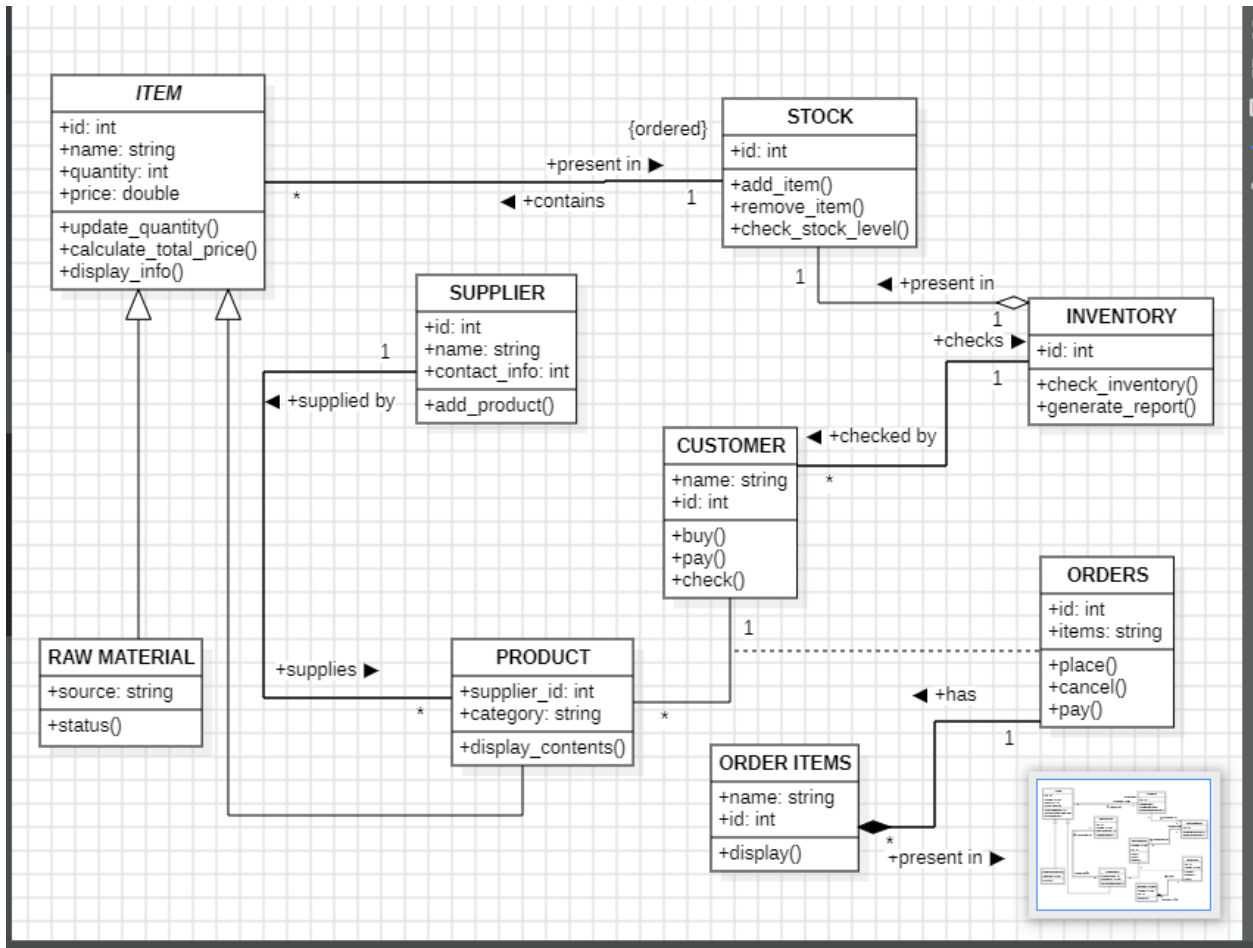 ITEM
+id: int
+name: string
+quantity: int
+price: double
+update_quantity()
+calculate_total_price()
+display_info()
{ordered}
+present in ►
*
◄ +contains
1
STOCK
+id: int
+add_item()
+remove_item()
+check_stock_level()
1
◄ +present in
1
SUPPLIER
+id: int
+name: string
+contact_info: int
+add_product()
1
◄ +supplied by
INVENTORY
+id: int
+check_inventory()
+generate_report()
+checks ►
1
◄ +checked by
*
CUSTOMER
+name: string
+id: int
+buy()
+pay()
+check()
1
ORDERS
+id: int
+items: string
+place()
+cancel()
+pay()
RAW MATERIAL
+source: string
+status()
+supplies ►
*
PRODUCT
+supplier_id: int
+category: string
+display_contents()
*
◄ +has
1
ORDER ITEMS
+name: string
+id: int
+display()
*
+present in ►